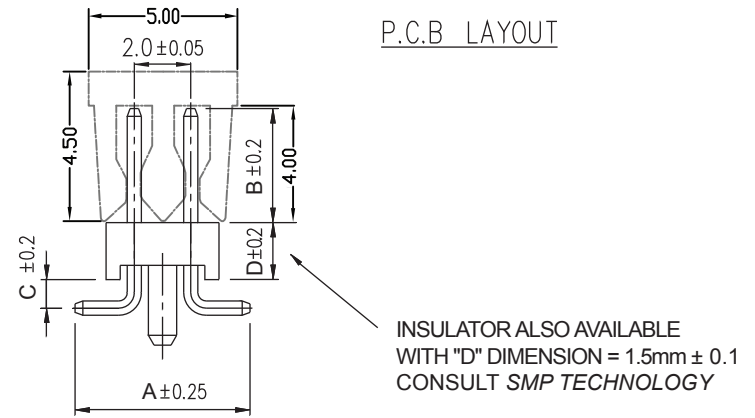 5.00
P.C.B LAYOUT
2.0±0.05
4.50
B±0.2
4.00
D±0.2
C ±0.2
INSULATOR ALSO AVAILABLE
WITH "D" DIMENSION = 1.5mm ± 0.1
CONSULT SMP TECHNOLOGY
A±0.25